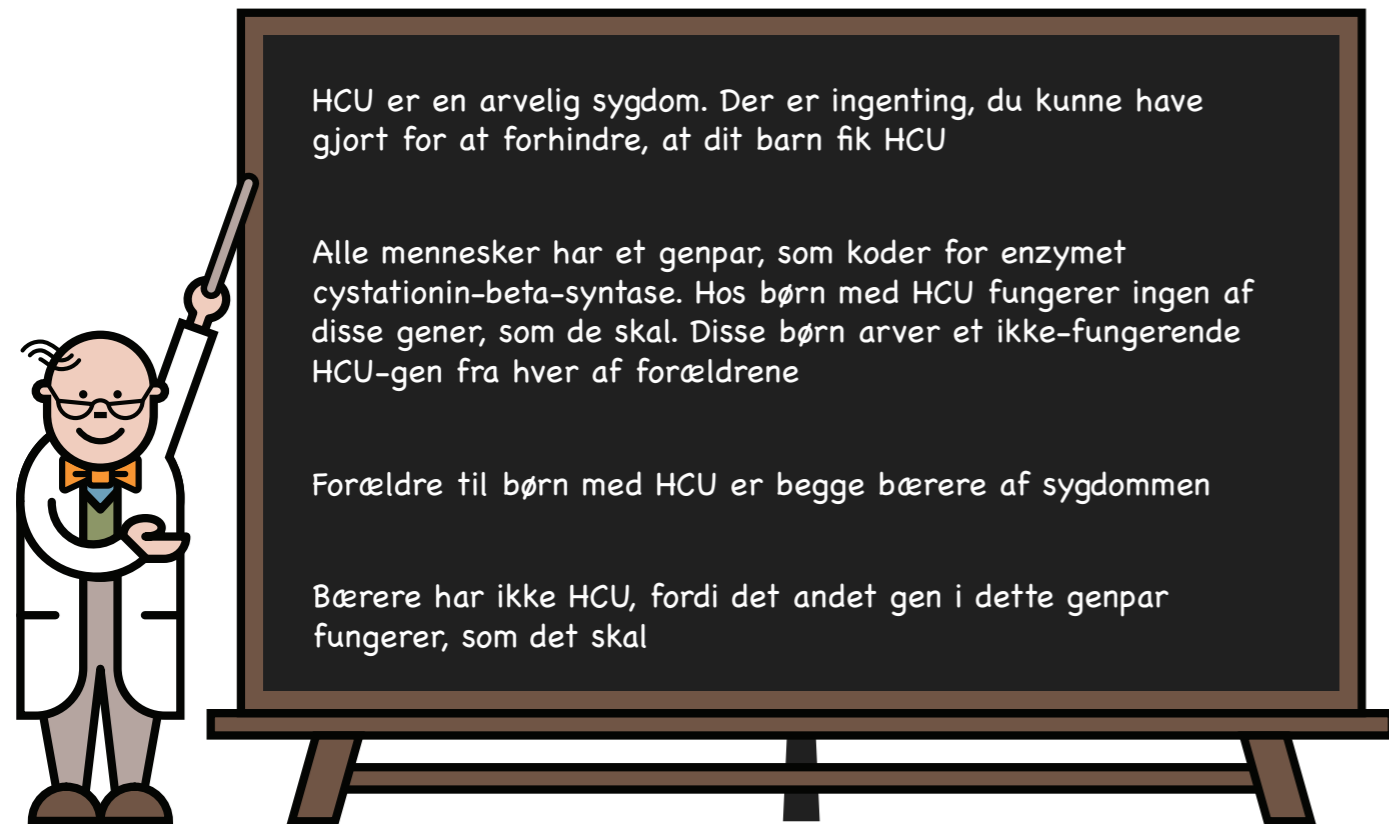 HCU er en arvelig sygdom. Der er ingenting, du kunne have
gjort for at forhindre, at dit barn fik HCU
Alle mennesker har et genpar, som koder for enzymet
cystationin-beta-syntase. Hos børn med HCU fungerer ingen af
disse gener, som de skal. Disse børn arver et ikke-fungerende
HCU-gen fra hver af forældrene
Forældre til børn med HCU er begge bærere af sygdommen
Bærere har ikke HCU, fordi det andet gen i dette genpar
fungerer, som det skal